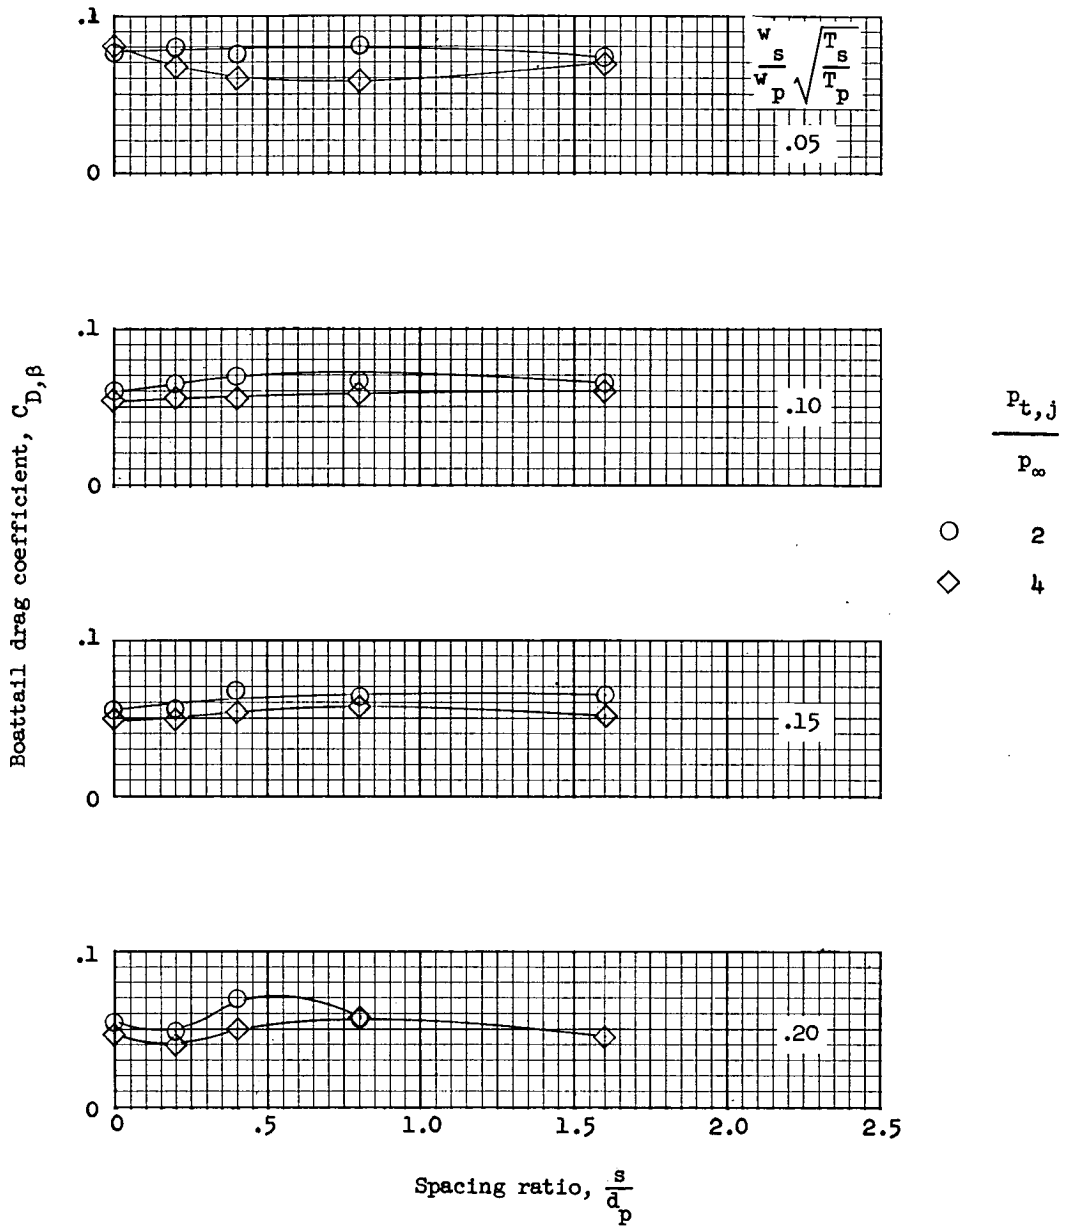 .1
w_s/w_p √(T_s/T_p)
.05
0
.1
.10
0
Boattail drag coefficient, C_D,β
p_t,j/p_∞
2
4
.1
.15
0
.1
.20
0
0 .5 1.0 1.5 2.0 2.5
Spacing ratio, s/d_p